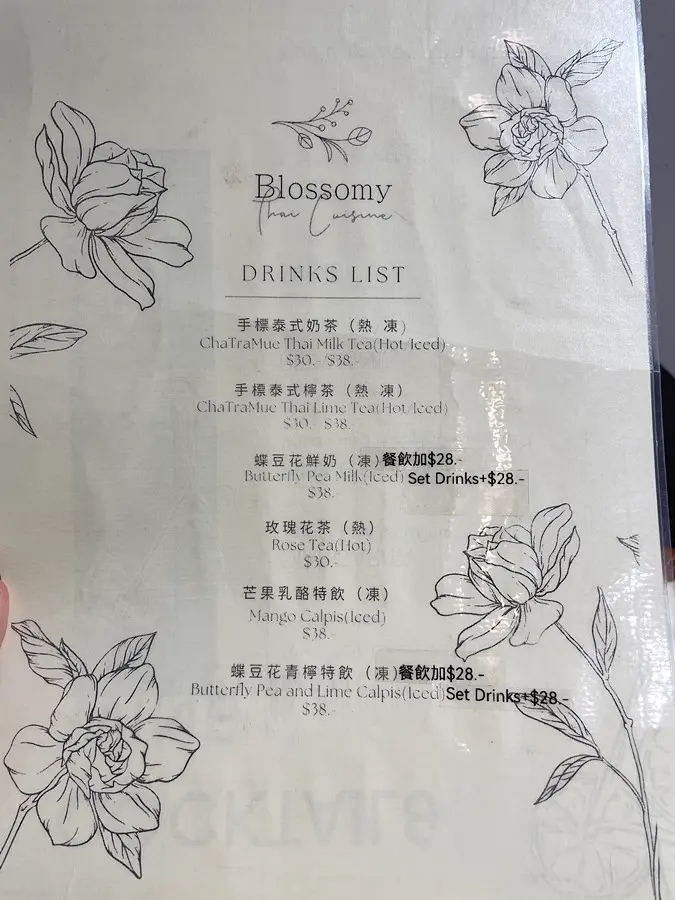 Blossomy
Thai Cuisine
DRINKS LIST
手標泰式奶茶（熱/凍）
ChaTraMue Thai Milk Tea(Hot/Iced)
$30.-/$38.-
手標泰式檸茶（熱/凍）
ChaTraMue Thai Lime Tea(Hot/Iced)
$30.-/$38.-
蝶豆花鮮奶（凍）餐飲加$28.-
Butterfly Pea Milk(Iced) Set Drinks+$28.-
$38.-
玫瑰花茶（熱）
Rose Tea(Hot)
$30.-
芒果乳酪特飲（凍）
Mango Calpis(Iced)
$38.-
蝶豆花青檸特飲（凍）餐飲加$28.-
Butterfly Pea and Lime Calpis(Iced) Set Drinks+$28.-
$38.-